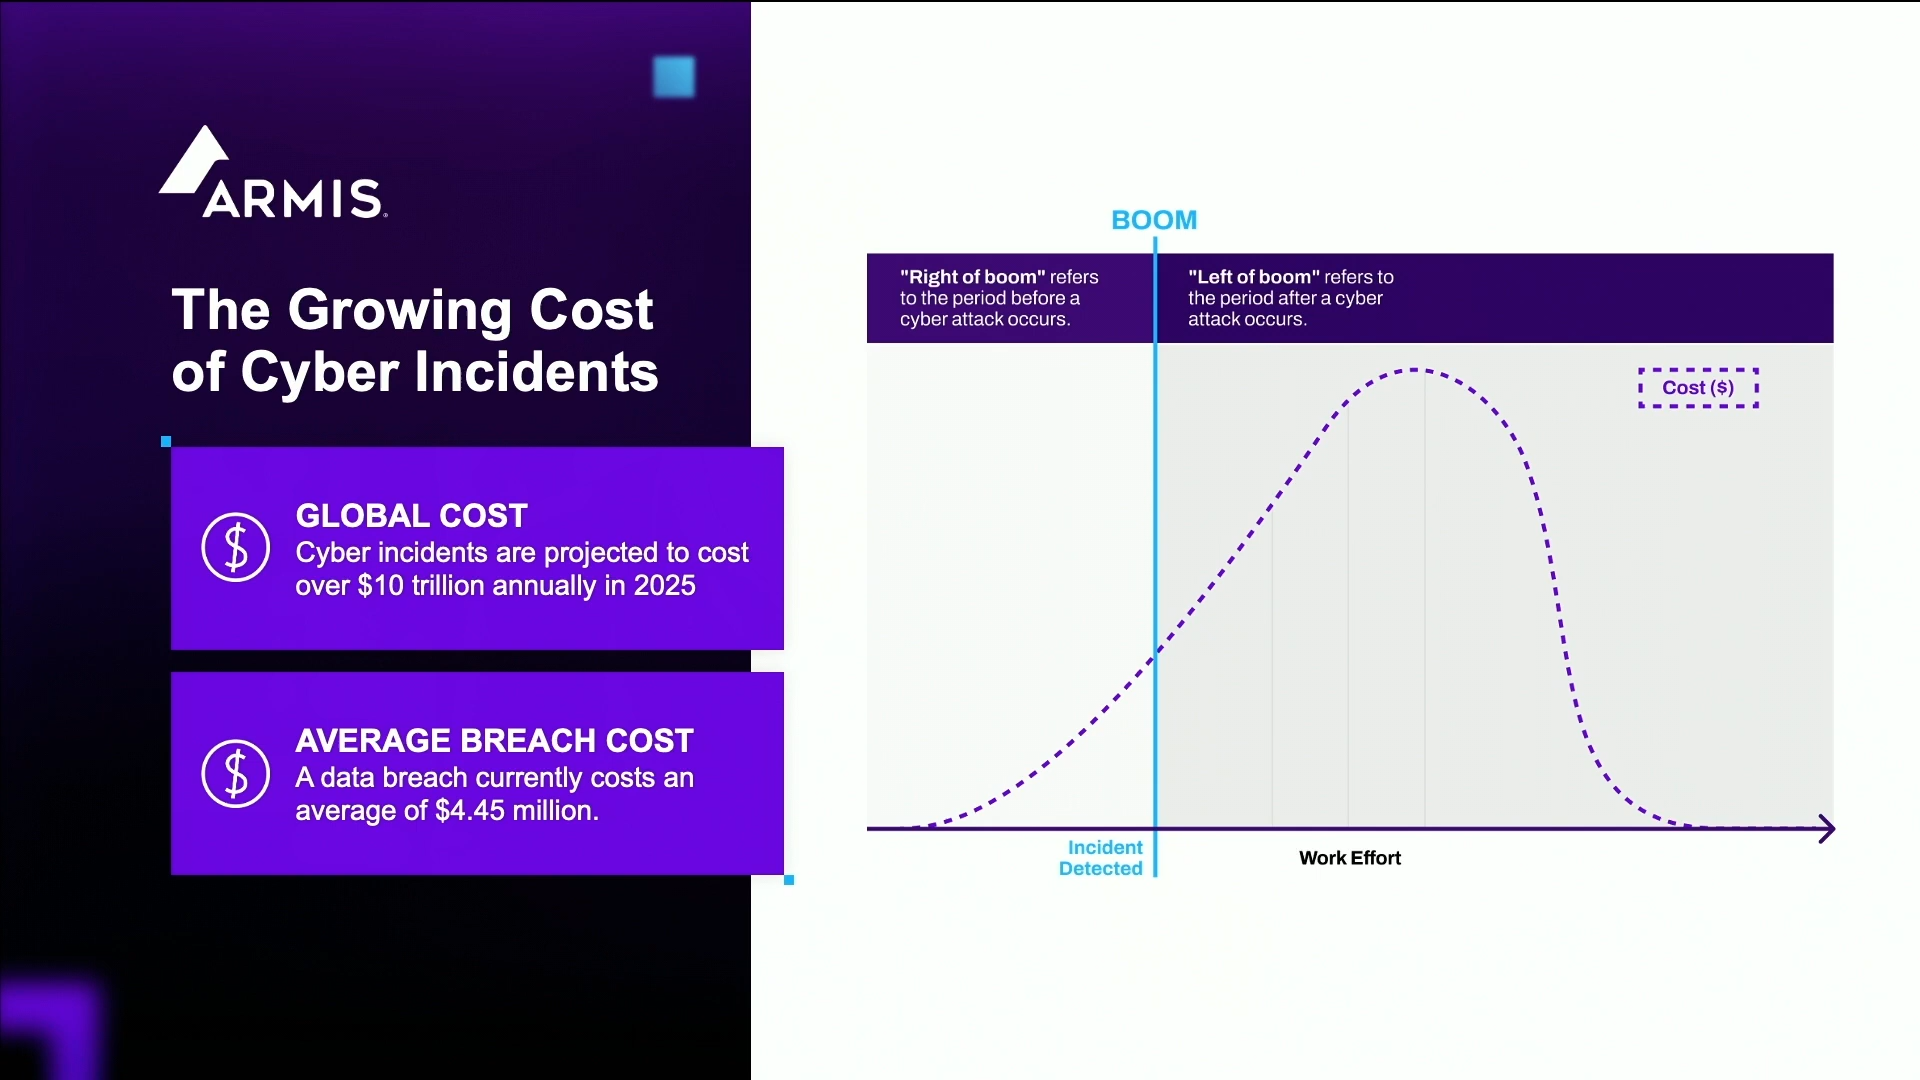 ARMIS
The Growing Cost
of Cyber Incidents
GLOBAL COST
Cyber incidents are projected to cost
over $10 trillion annually in 2025
AVERAGE BREACH COST
A data breach currently costs an
average of $4.45 million.
BOOM
"Right of boom" refers
to the period before a
cyber attack occurs.
"Left of boom" refers to
the period after a cyber
attack occurs.
Cost ($)
Incident
Detected
Work Effort